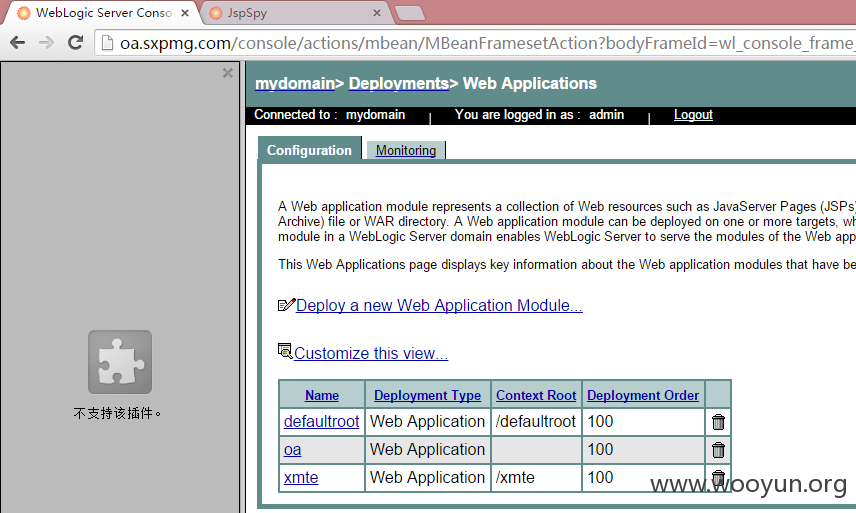 WebLogic Server Conso
JspSpy
oa.sxpmg.com/console/actions/mbean/MBeanFramesetAction?bodyFrameId=wl_console_frame_
mydomain> Deployments> Web Applications
Connected to : mydomain | You are logged in as : admin | Logout
Configuration Monitoring
A Web application module represents a collection of Web resources such as JavaServer Pages (JSPs)
Archive) file or WAR directory. A Web application module can be deployed on one or more targets, wh
module in a WebLogic Server domain enables WebLogic Server to serve the modules of the Web app
This Web Applications page displays key information about the Web application modules that have be
Deploy a new Web Application Module...
Customize this view...
不支持该插件。
Name Deployment Type Context Root Deployment Order
defaultroot Web Application /defaultroot 100
oa Web Application 100
xmte Web Application /xmte 100
www.wooyun.org